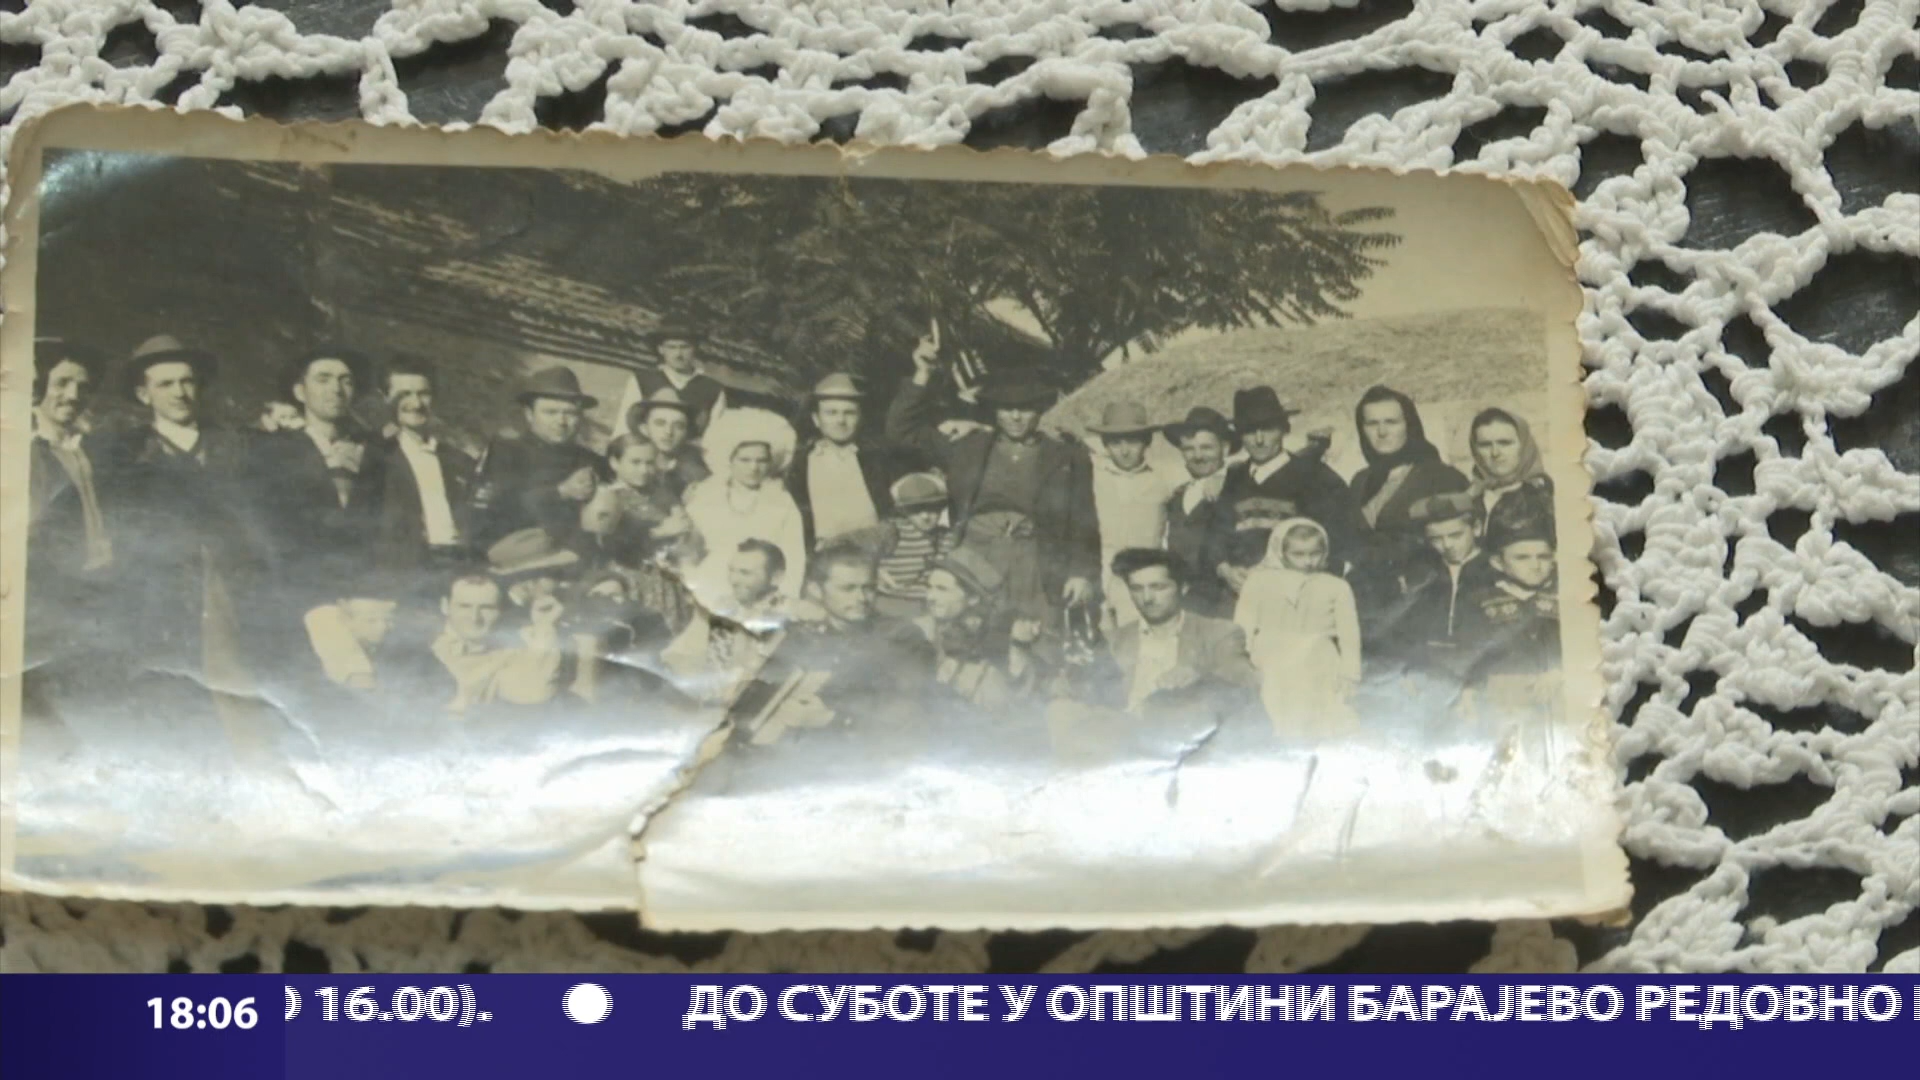 18:06
16.00). ● ДО СУБОТЕ У ОПШТИНИ БАРАЈЕВО РЕДОВНО